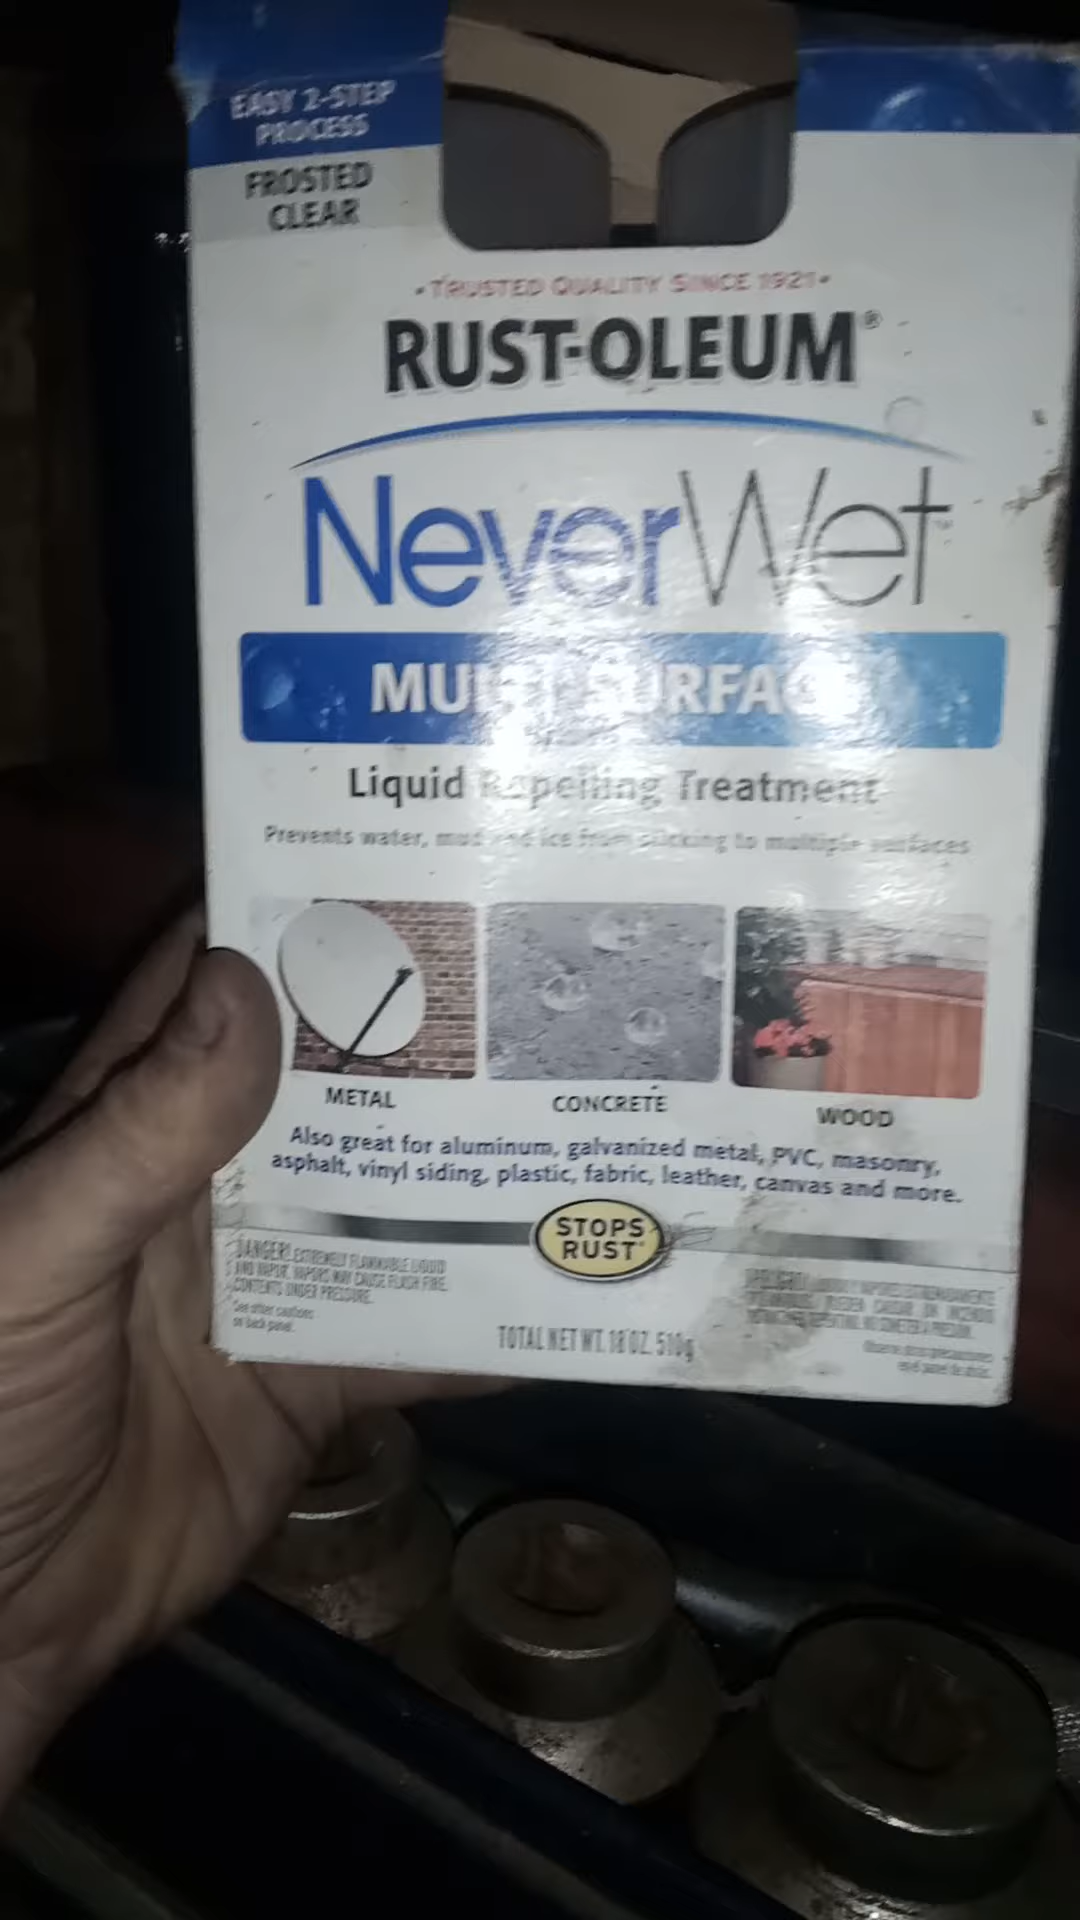 EASY 2-STEP
PROCESS
FROSTED
CLEAR
•TRUSTED QUALITY SINCE 1921•
RUST-OLEUM®
NeverWet™
MULTI SURFACE
Liquid Repelling Treatment
Prevents water, mud and ice from sticking to multiple surfaces
METAL
CONCRETE
WOOD
Also great for aluminum, galvanized metal, PVC, masonry,
asphalt, vinyl siding, plastic, fabric, leather, canvas and more.
STOPS
RUST®
DANGER! EXTREMELY FLAMMABLE LIQUID
AND VAPOR. VAPORS MAY CAUSE FLASH FIRE.
CONTENTS UNDER PRESSURE.
See other cautions
on back panel.
TOTAL NET WT. 18 OZ. 510g